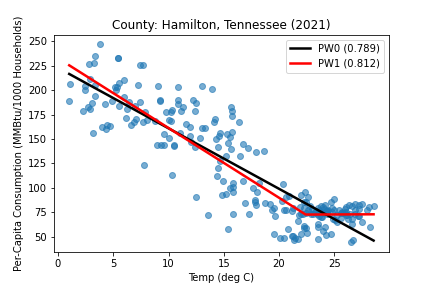 County: Hamilton, Tennessee (2021)
PW0 (0.789)
PW1 (0.812)
Per-Capita Consumption (MMBtu/1000 Households)
250
225
200
175
150
125
100
75
50
0 5 10 15 20 25
Temp (deg C)